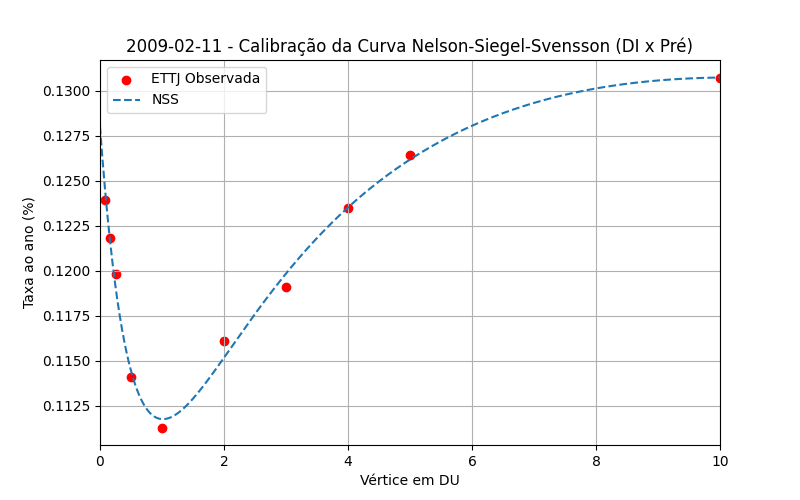 2009-02-11 - Calibração da Curva Nelson-Siegel-Svensson (DI x Pré)
ETTJ Observada
NSS
0.1300
0.1275
0.1250
0.1225
0.1200
0.1175
0.1150
0.1125
Taxa ao ano (%)
0
2
4
6
8
10
Vértice em DU